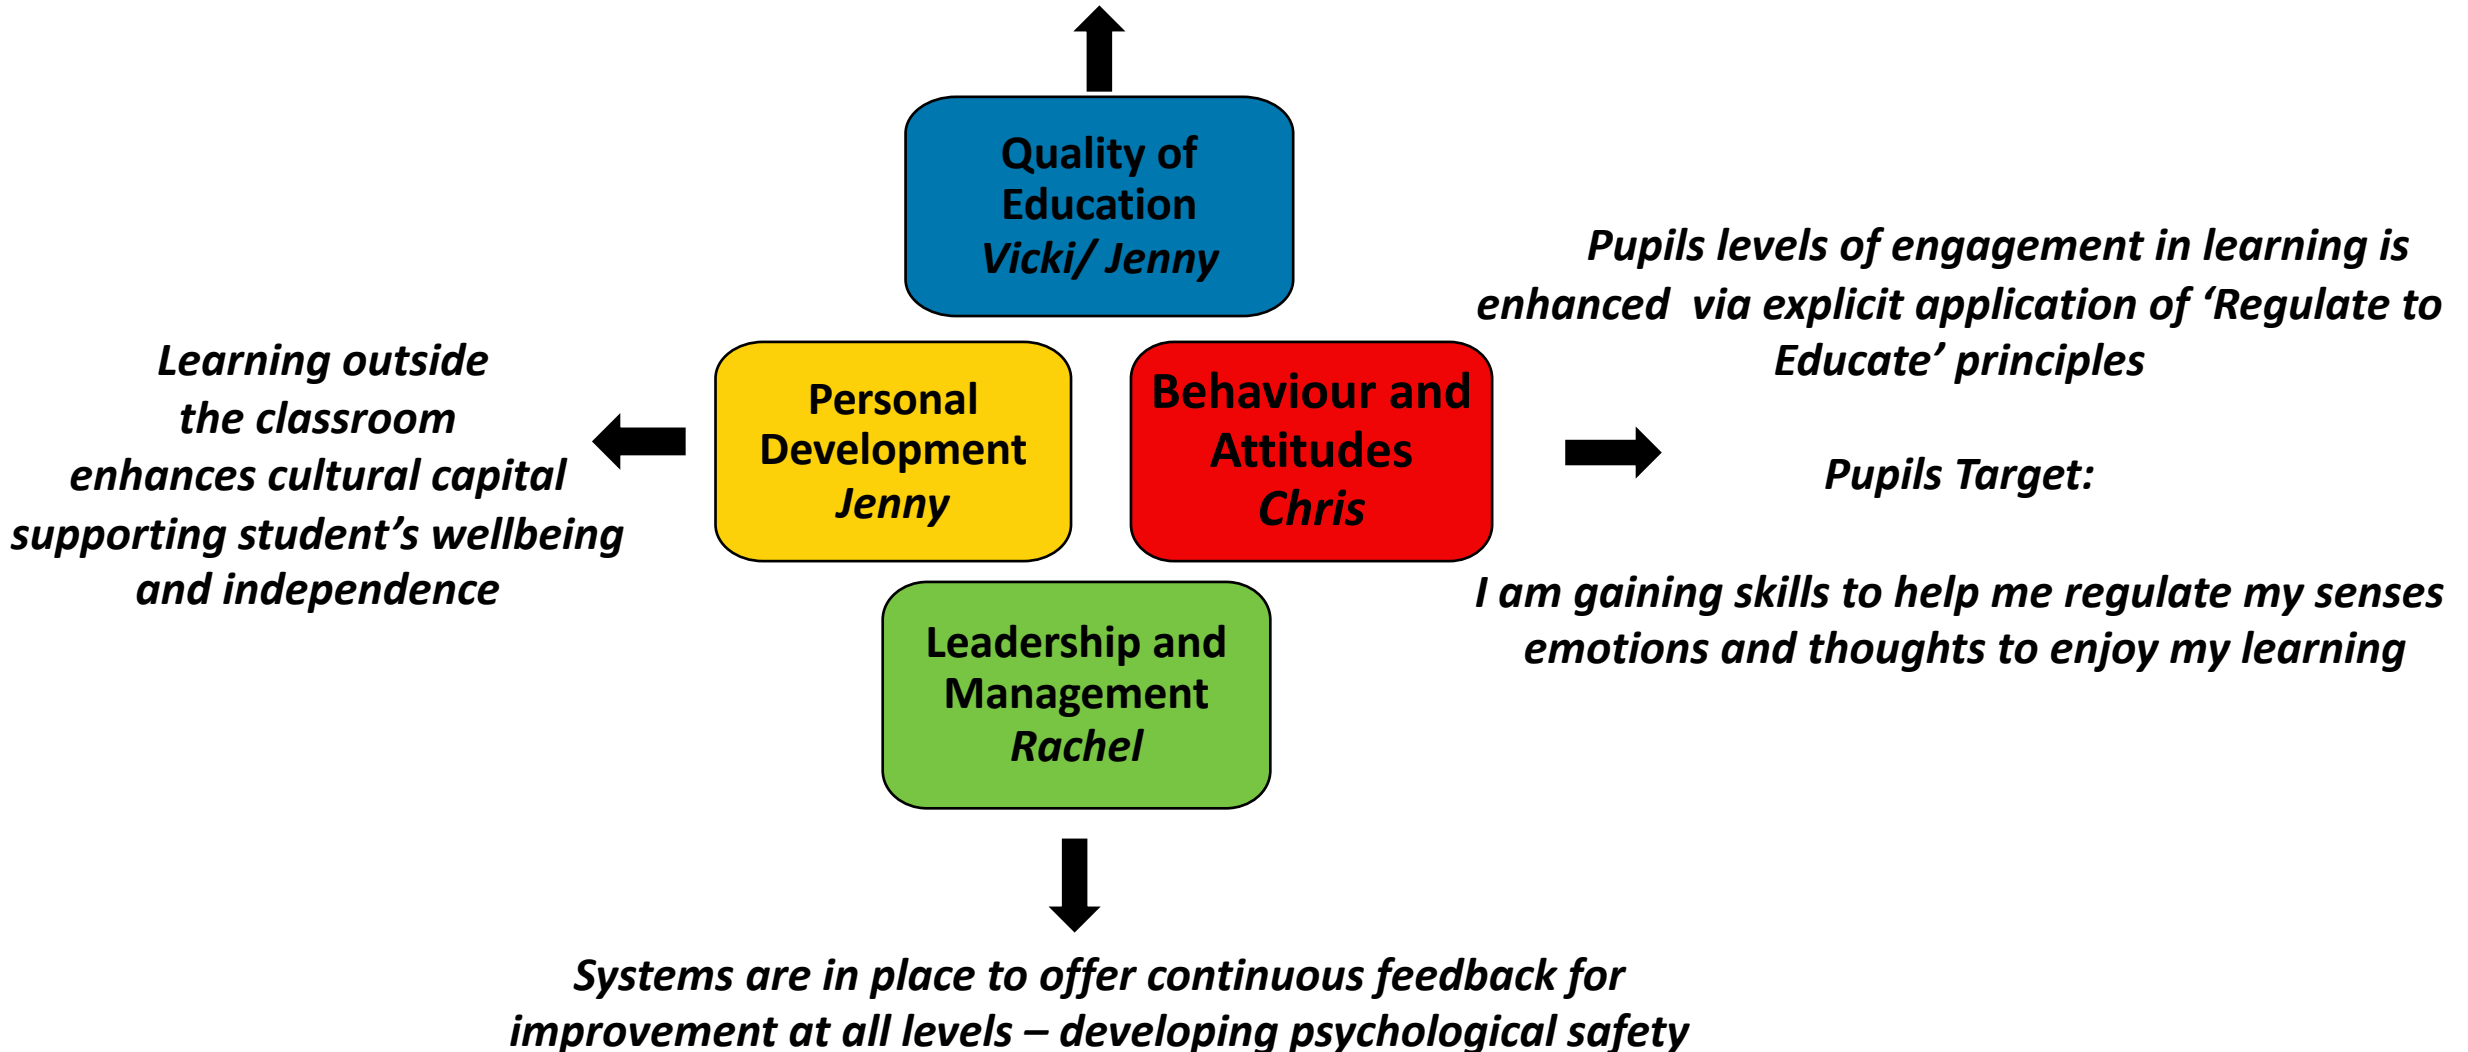 Quality of
Education
Vicki/ Jenny
Learning outside
the classroom
enhances cultural capital
supporting student’s wellbeing
and independence
Personal
Development
Jenny
Behaviour and
Attitudes
Chris
Pupils levels of engagement in learning is
enhanced  via explicit application of ‘Regulate to
Educate’ principles
Pupils Target:
I am gaining skills to help me regulate my senses
emotions and thoughts to enjoy my learning
Leadership and
Management
Rachel
Systems are in place to offer continuous feedback for
improvement at all levels – developing psychological safety